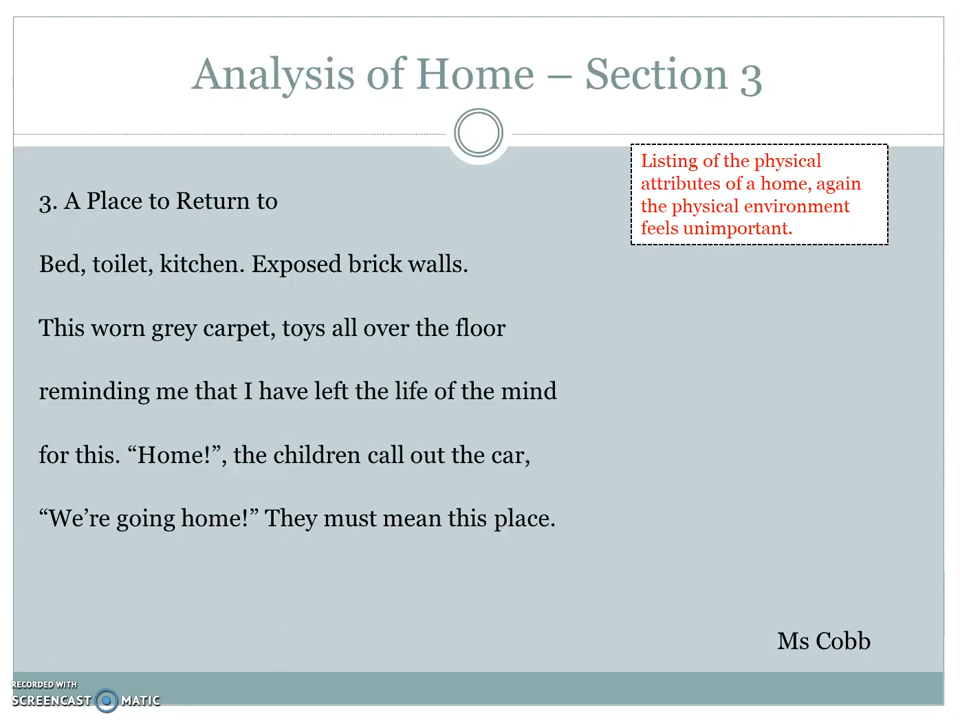 Analysis of Home – Section 3
Listing of the physical
attributes of a home, again
the physical environment
feels unimportant.
3. A Place to Return to
Bed, toilet, kitchen. Exposed brick walls.
This worn grey carpet, toys all over the floor
reminding me that I have left the life of the mind
for this. “Home!”, the children call out the car,
“We’re going home!” They must mean this place.
Ms Cobb
RECORDED WITH
SCREENCAST MATIC